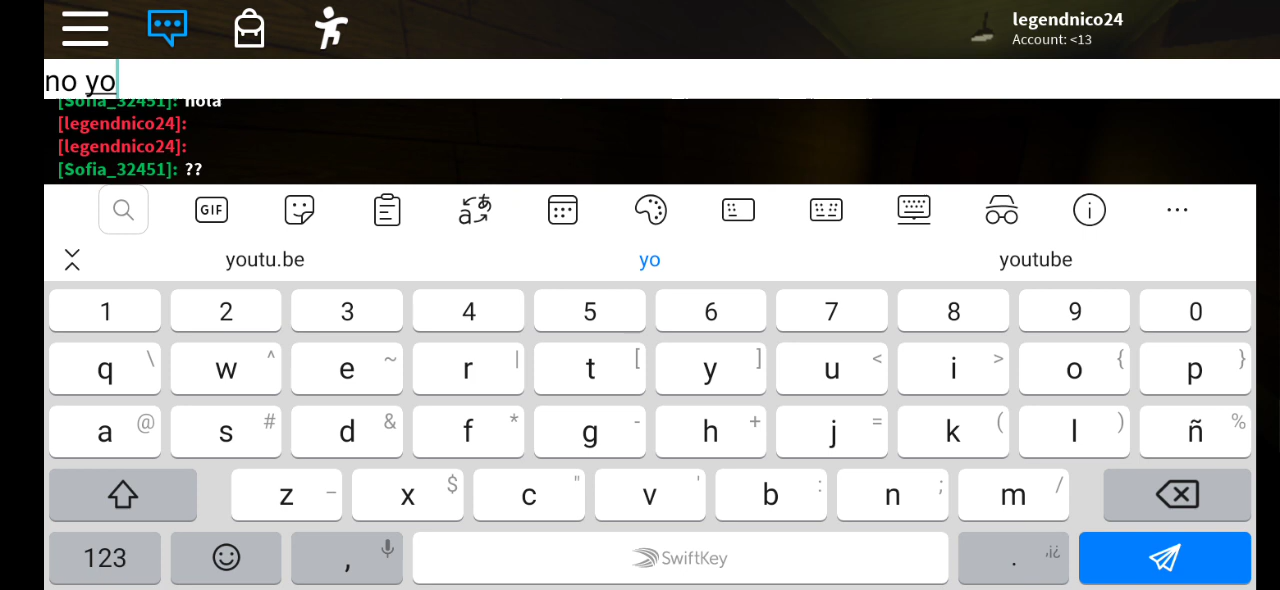 legendnico24
Account: <13
no yo
[Sofia_32451]: hola
[legendnico24]:
[legendnico24]:
[Sofia_32451]: ??
GIF
youtu.be yo youtube
1 2 3 4 5 6 7 8 9 0
q \ w ^ e ~ r | t [ y ] u < i > o { p }
a @ s # d & f * g - h + j = k ( l ) ñ %
z _ x $ c " v ' b : n ; m /
123 , SwiftKey . ,¡¿